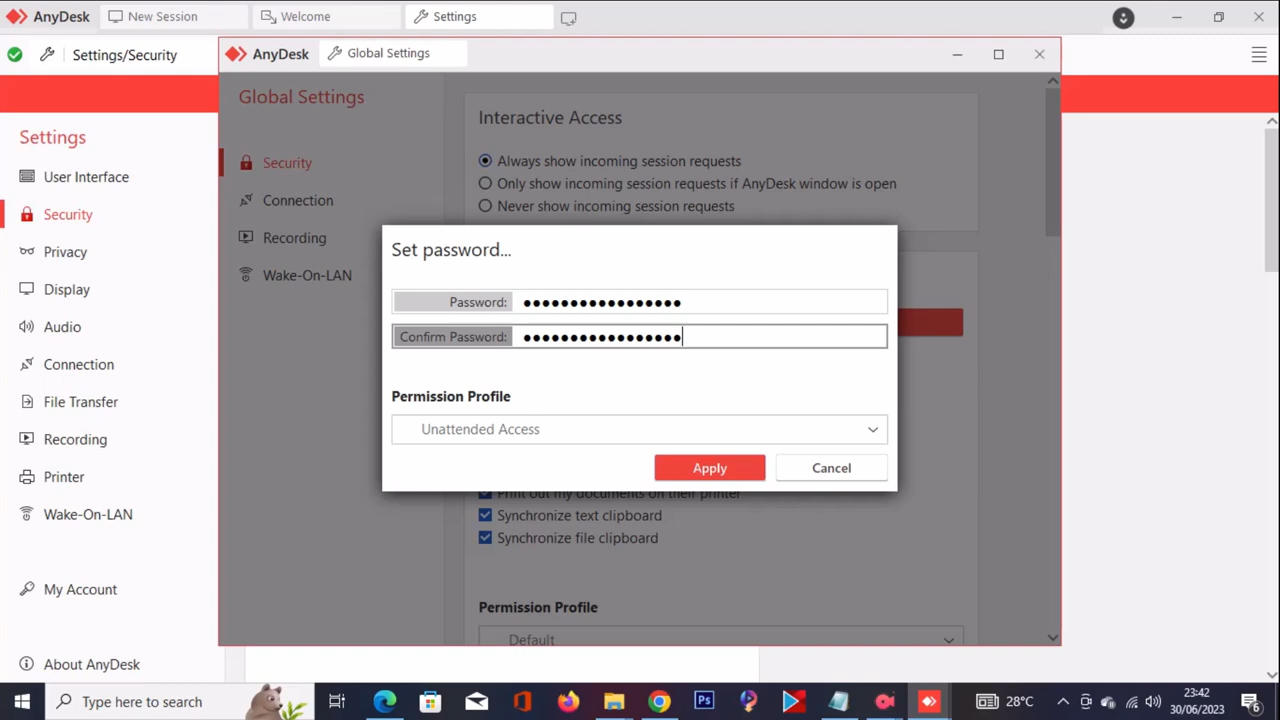 AnyDesk
New Session
Welcome
Settings
Settings/Security
Settings
User Interface
Security
Privacy
Display
Audio
Connection
File Transfer
Recording
Printer
Wake-On-LAN
My Account
About AnyDesk
AnyDesk
Global Settings
Global Settings
Security
Connection
Recording
Wake-On-LAN
Interactive Access
Always show incoming session requests
Only show incoming session requests if AnyDesk window is open
Never show incoming session requests
Set password...
Password: ●●●●●●●●●●●●●●●●●
Confirm Password: ●●●●●●●●●●●●●●●●●
Permission Profile
Unattended Access
Apply
Cancel
Print out my documents on their printer
Synchronize text clipboard
Synchronize file clipboard
Permission Profile
Default
Type here to search
Ps
28°C
23:42
30/06/2023
6